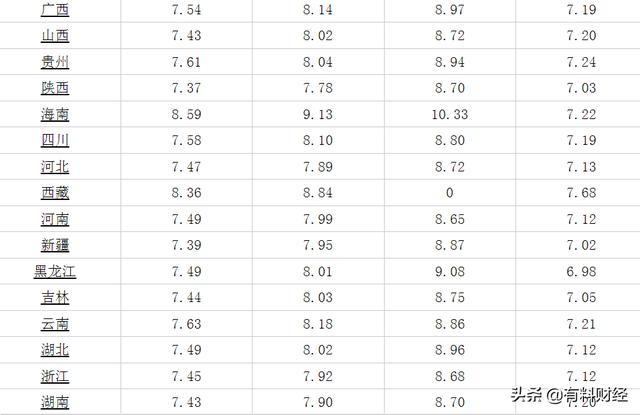 广西 7.54 8.14 8.97 7.19
山西 7.43 8.02 8.72 7.20
贵州 7.61 8.04 8.94 7.24
陕西 7.37 7.78 8.70 7.03
海南 8.59 9.13 10.33 7.22
四川 7.58 8.10 8.80 7.19
河北 7.47 7.89 8.72 7.13
西藏 8.36 8.84 0 7.68
河南 7.49 7.99 8.65 7.12
新疆 7.39 7.95 8.87 7.02
黑龙江 7.49 8.01 9.08 6.98
吉林 7.44 8.03 8.75 7.05
云南 7.63 8.18 8.86 7.21
湖北 7.49 8.02 8.96 7.12
浙江 7.45 7.92 8.68 7.12
湖南 7.43 7.90 8.70 7.20
头条 @有料财经